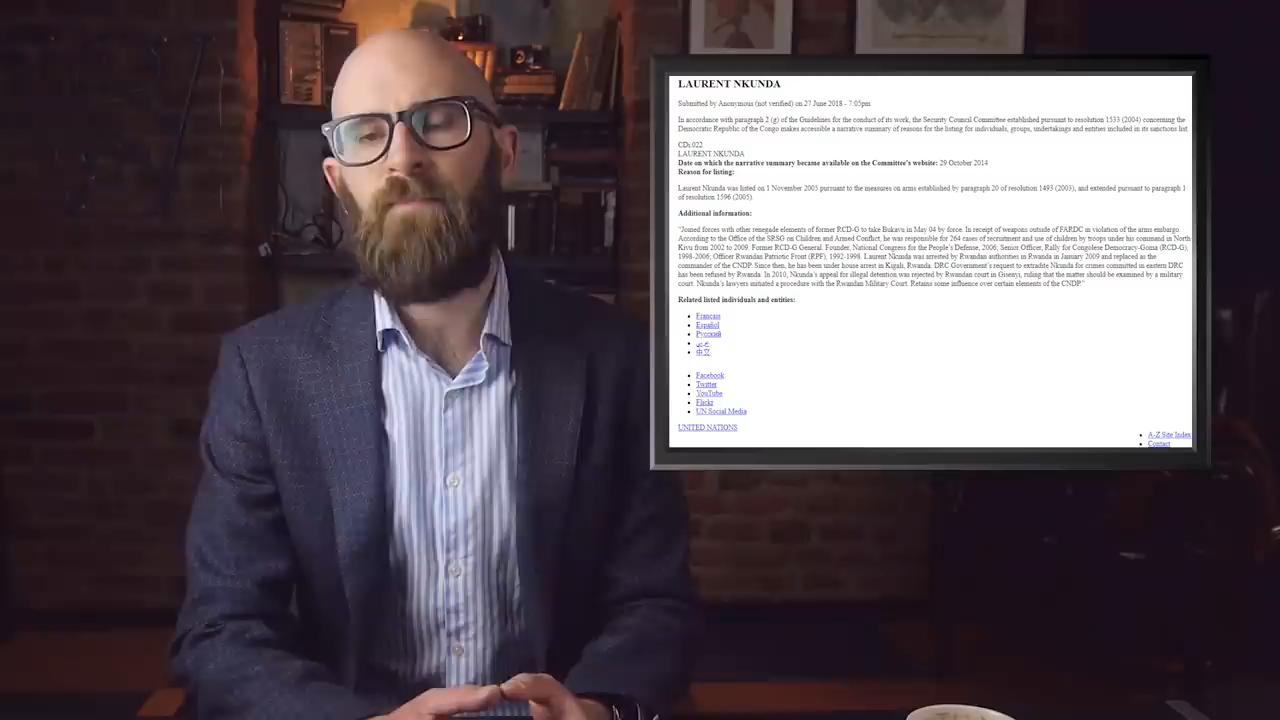 LAURENT NKUNDA
Submitted by Anonymous (not verified) on 27 June 2018 - 7:05pm
In accordance with paragraph 2 (g) of the Guidelines for the conduct of its work, the Security Council Committee established pursuant to resolution 1533 (2004) concerning the
Democratic Republic of the Congo makes accessible a narrative summary of reasons for the listing for individuals, groups, undertakings and entities included in its sanctions list.
CDi.022
LAURENT NKUNDA
Date on which the narrative summary became available on the Committee's website: 29 October 2014
Reason for listing:
Laurent Nkunda was listed on 1 November 2005 pursuant to the measures on arms established by paragraph 20 of resolution 1493 (2003), and extended pursuant to paragraph 1
of resolution 1596 (2005).
Additional information:
"Joined forces with other renegade elements of former RCD-G to take Bukavu in May 04 by force. In receipt of weapons outside of FARDC in violation of the arms embargo.
According to the Office of the SRSG on Children and Armed Conflict, he was responsible for 264 cases of recruitment and use of children by troops under his command in North
Kivu from 2002 to 2009. Former RCD-G General. Founder, National Congress for the People's Defense, 2006; Senior Officer, Rally for Congolese Democracy-Goma (RCD-G),
1998-2006; Officer Rwandan Patriotic Front (RPF), 1992-1998. Laurent Nkunda was arrested by Rwandan authorities in Rwanda in January 2009 and replaced as the
commander of the CNDP. Since then, he has been under house arrest in Kigali, Rwanda. DRC Government's request to extradite Nkunda for crimes committed in eastern DRC
has been refused by Rwanda. In 2010, Nkunda's appeal for illegal detention was rejected by Rwandan court in Gisenyi, ruling that the matter should be examined by a military
court. Nkunda's lawyers initiated a procedure with the Rwandan Military Court. Retains some influence over certain elements of the CNDP."
Related listed individuals and entities:
Français
Español
Русский
عربي
中文
Facebook
Twitter
YouTube
Flickr
UN Social Media
UNITED NATIONS
A-Z Site Index
Contact